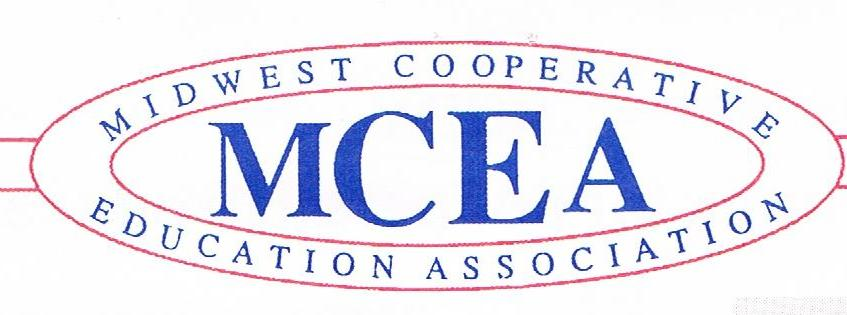 MIDWEST COOPERATIVE
MCEA
EDUCATION ASSOCIATION